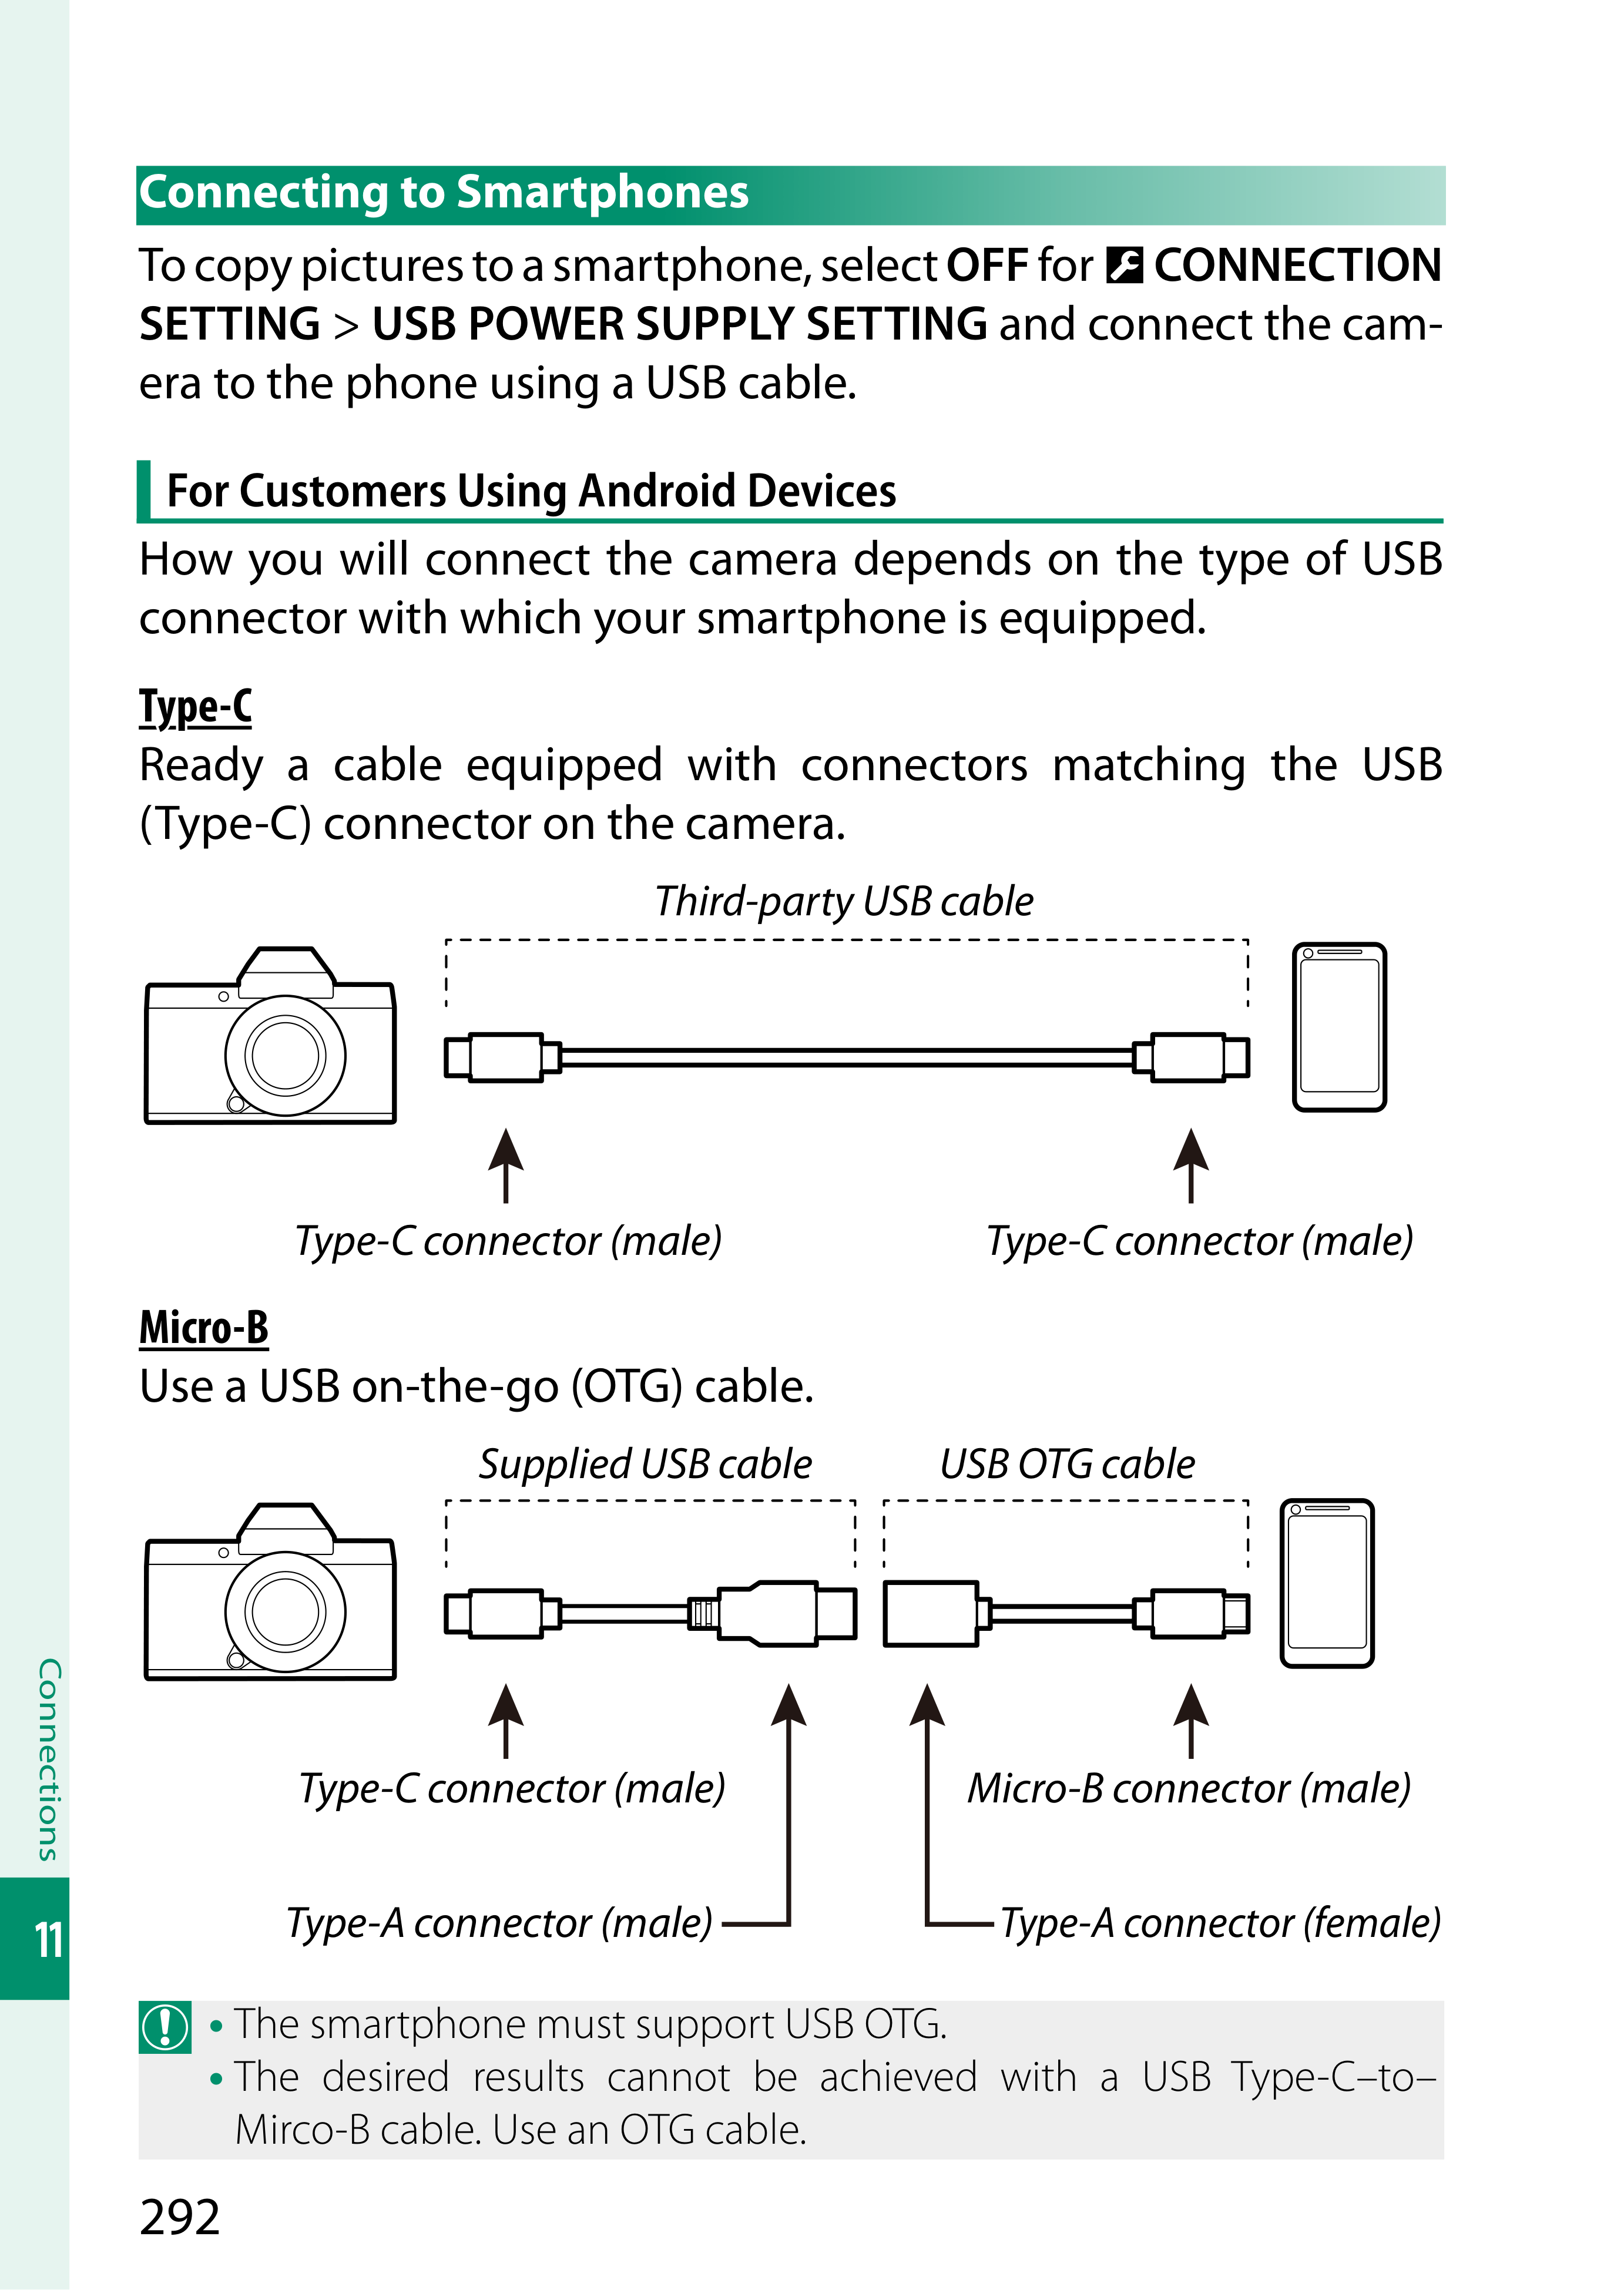 Connecting to Smartphones
To copy pictures to a smartphone, select OFF for CONNECTION
SETTING > USB POWER SUPPLY SETTING and connect the cam-
era to the phone using a USB cable.
For Customers Using Android Devices
How you will connect the camera depends on the type of USB
connector with which your smartphone is equipped.
Type-C
Ready a cable equipped with connectors matching the USB
(Type-C) connector on the camera.
Third-party USB cable
Type-C connector (male) Type-C connector (male)
Micro-B
Use a USB on-the-go (OTG) cable.
Supplied USB cable USB OTG cable
Type-C connector (male) Micro-B connector (male)
Type-A connector (male) Type-A connector (female)
• The smartphone must support USB OTG.
• The desired results cannot be achieved with a USB Type-C–to–
Mirco-B cable. Use an OTG cable.
292
Connections
11